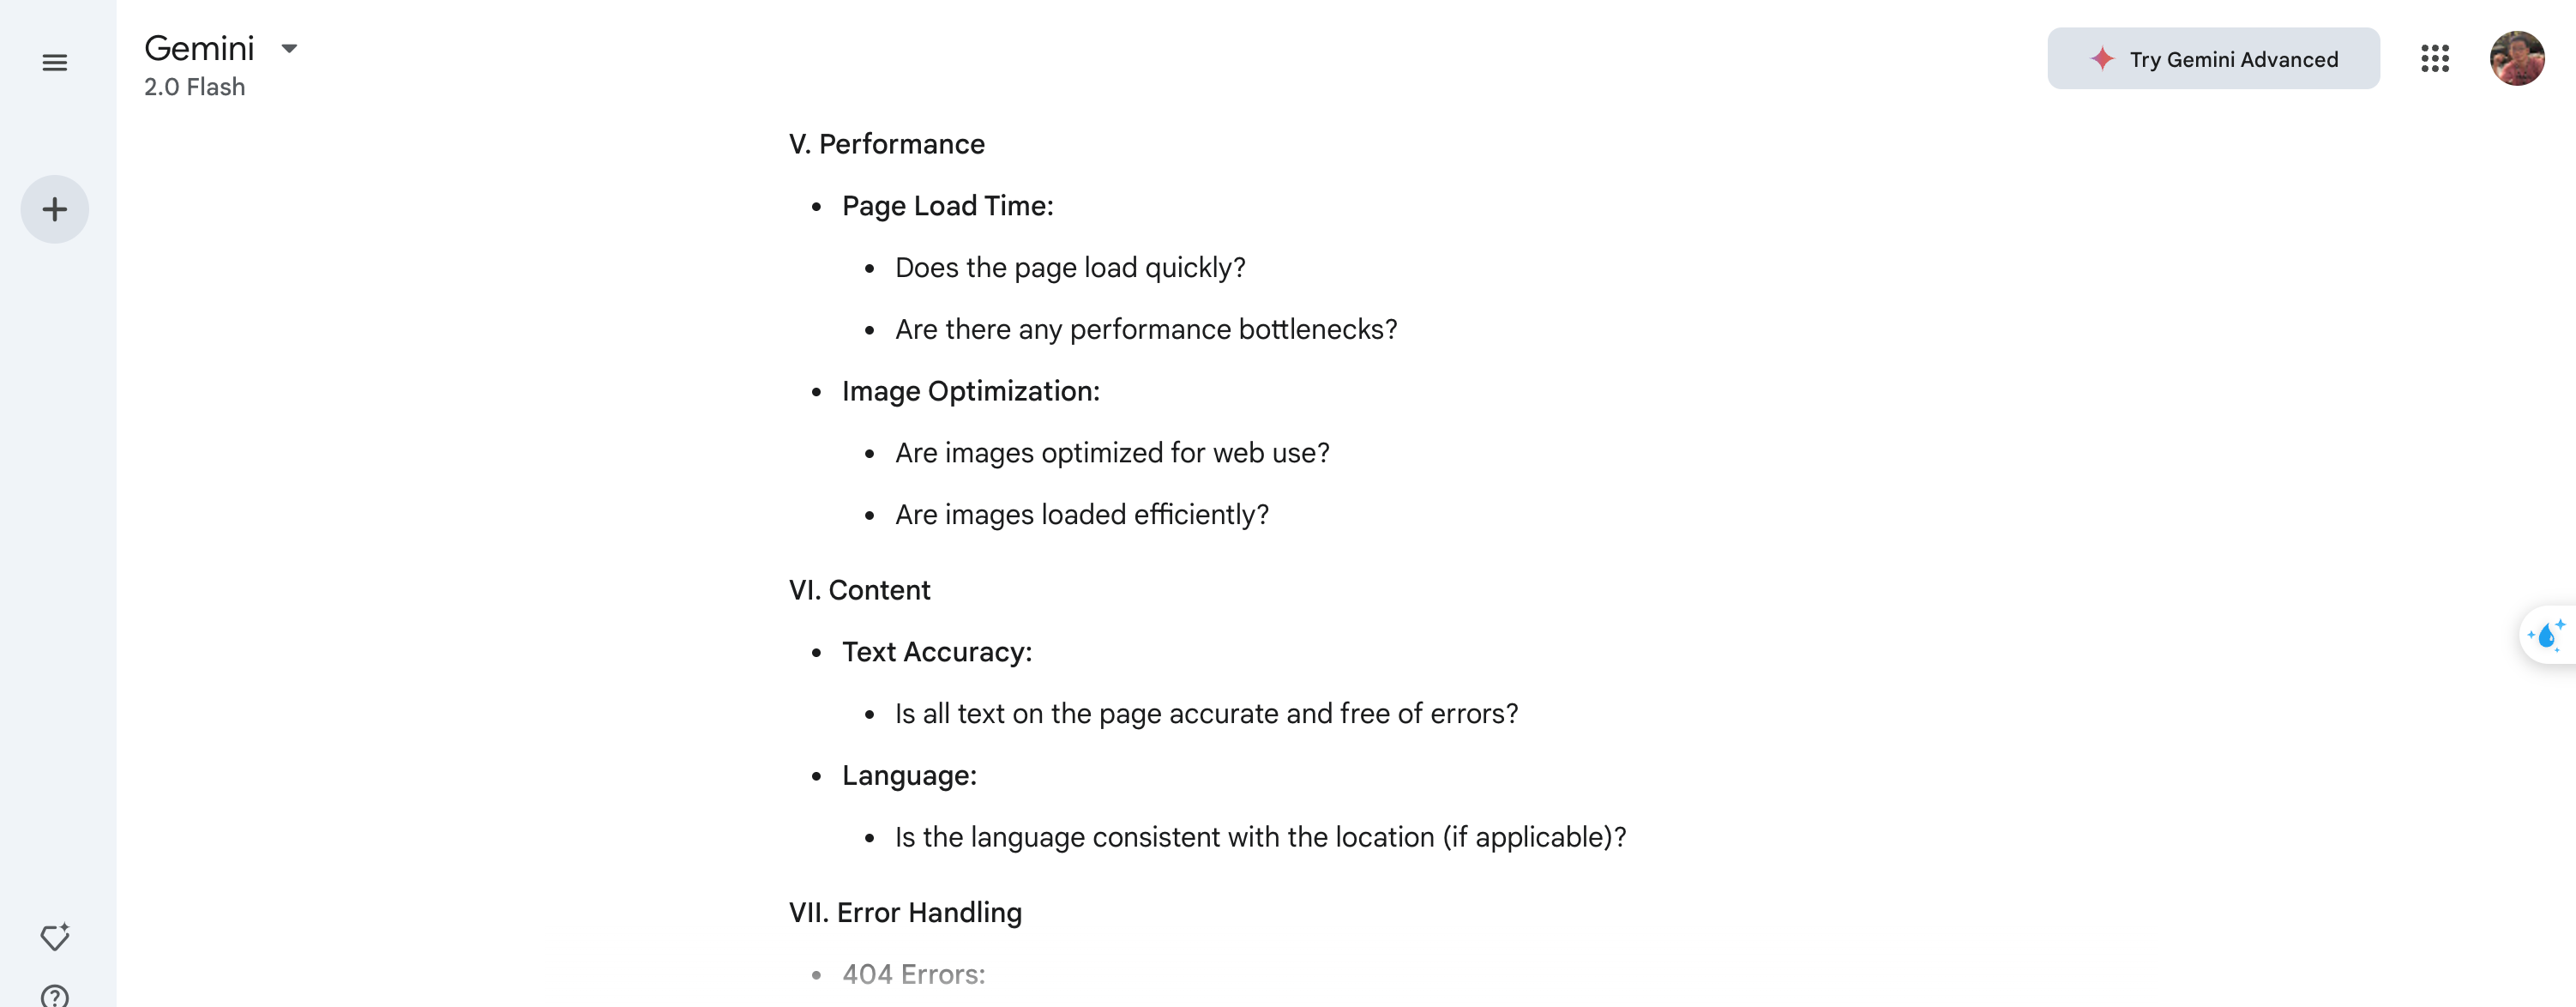 Gemini
2.0 Flash
Try Gemini Advanced
V. Performance
• Page Load Time:
• Does the page load quickly?
• Are there any performance bottlenecks?
• Image Optimization:
• Are images optimized for web use?
• Are images loaded efficiently?
VI. Content
• Text Accuracy:
• Is all text on the page accurate and free of errors?
• Language:
• Is the language consistent with the location (if applicable)?
VII. Error Handling
• 404 Errors: